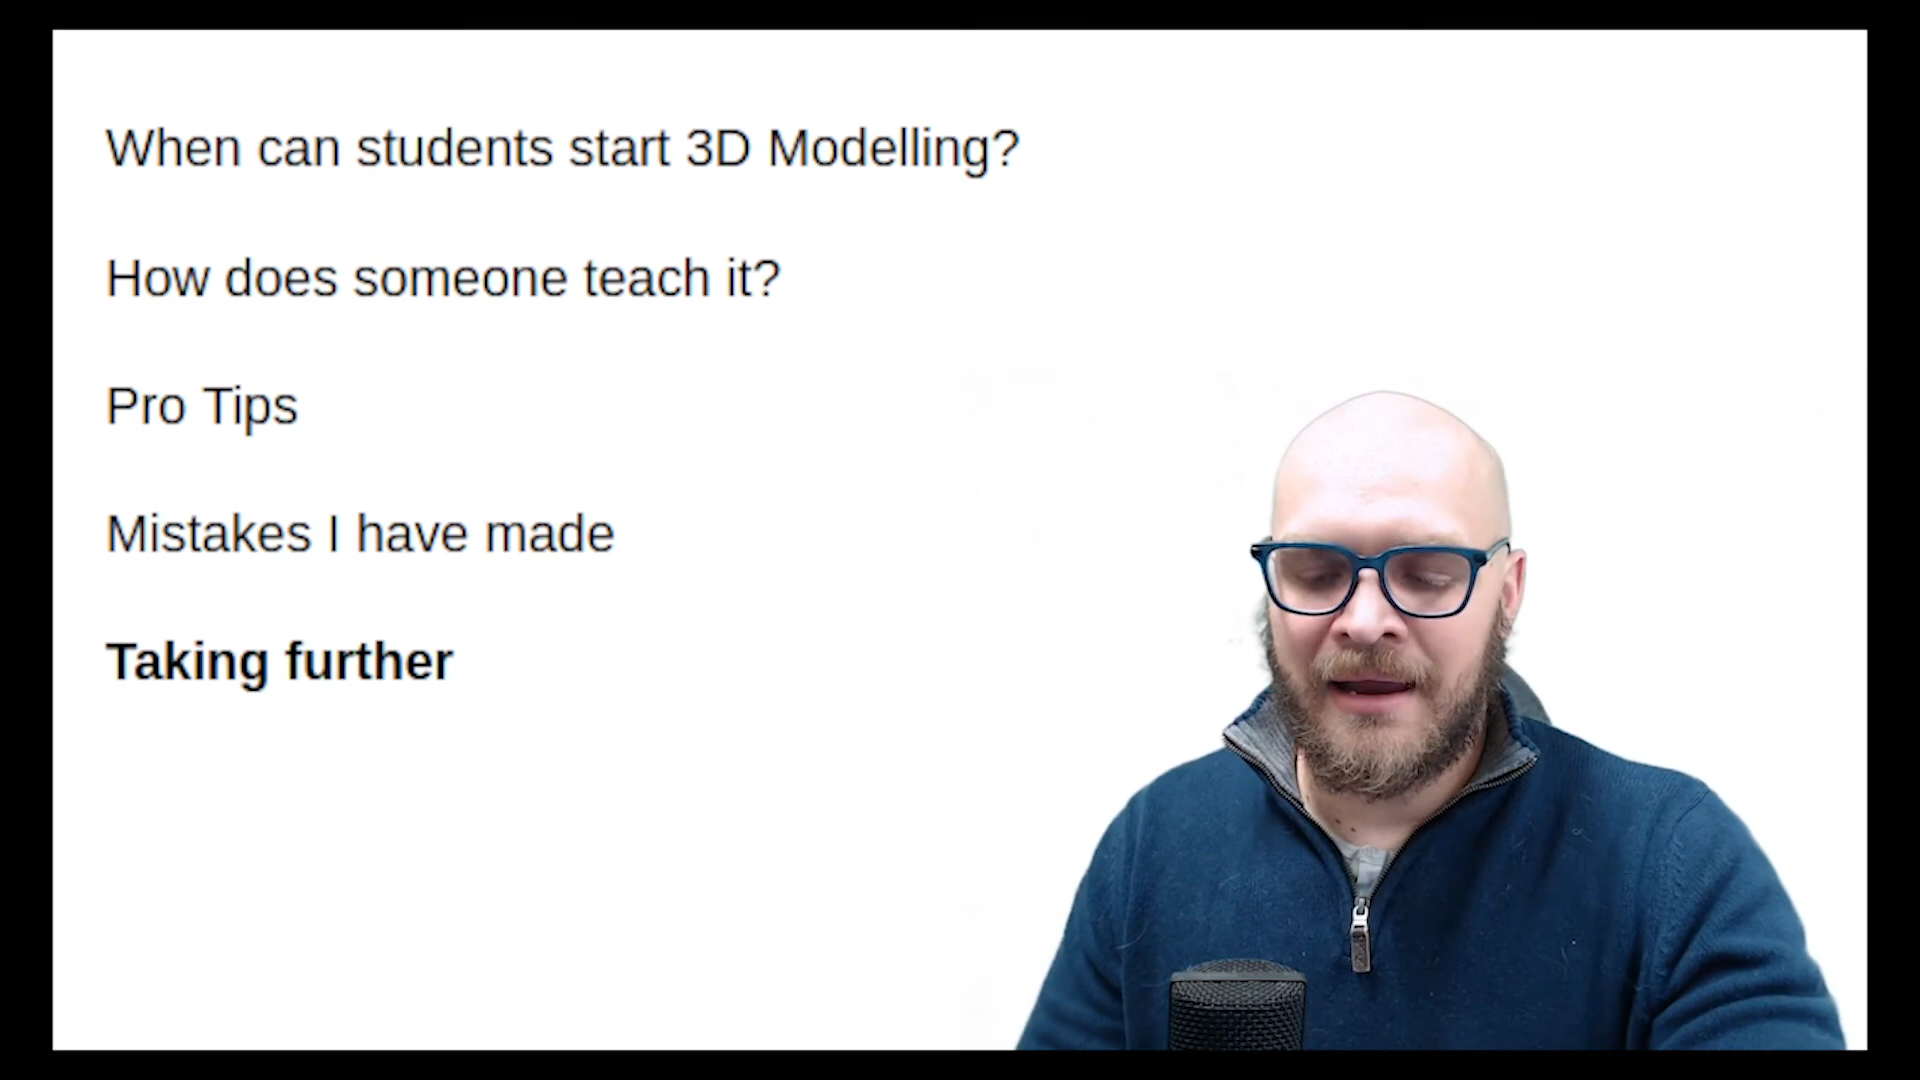 When can students start 3D Modelling?
How does someone teach it?
Pro Tips
Mistakes I have made
Taking further